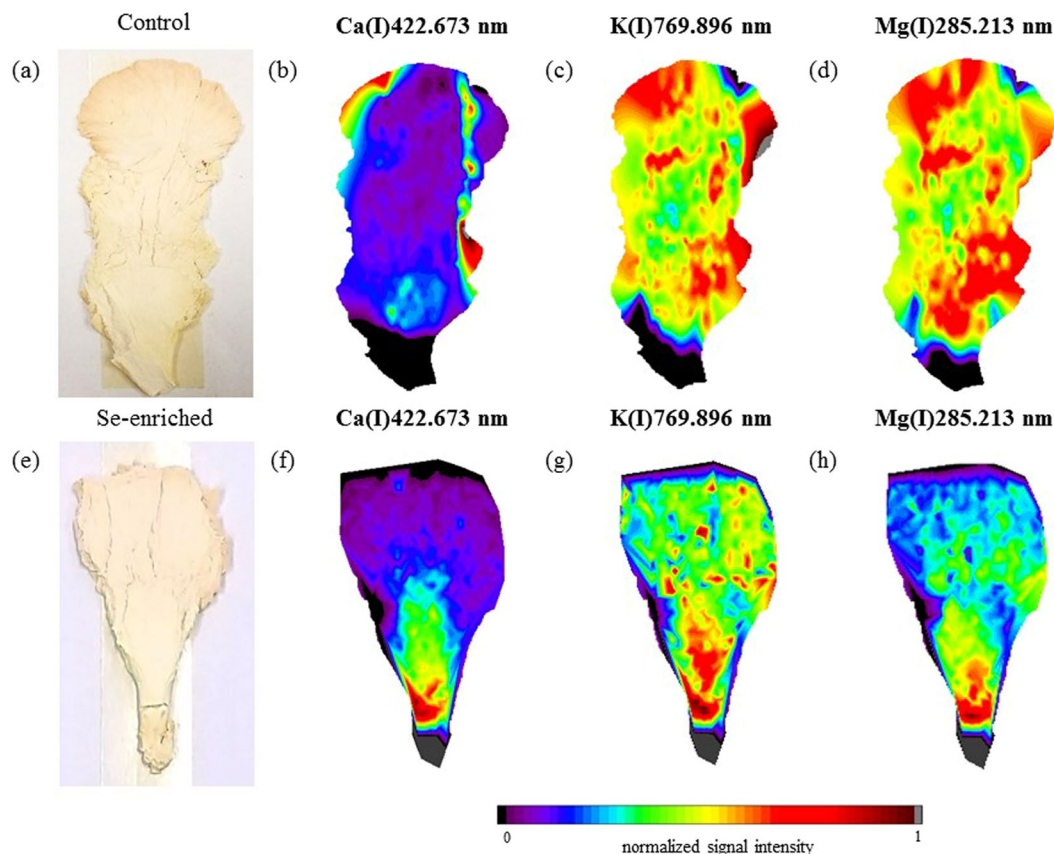 Control
Ca(I)422.673 nm
K(I)769.896 nm
Mg(I)285.213 nm
(a)
(b)
(c)
(d)
Se-enriched
Ca(I)422.673 nm
K(I)769.896 nm
Mg(I)285.213 nm
(e)
(f)
(g)
(h)
0
1
normalized signal intensity